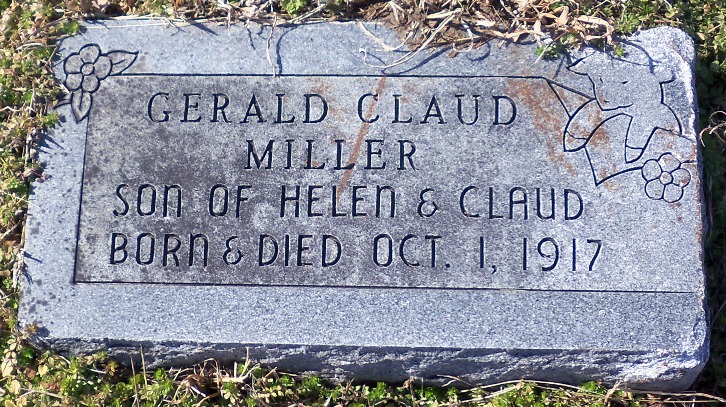 GERALD CLAUD
MILLER
SON OF HELEN & CLAUD
BORN & DIED OCT. 1, 1917